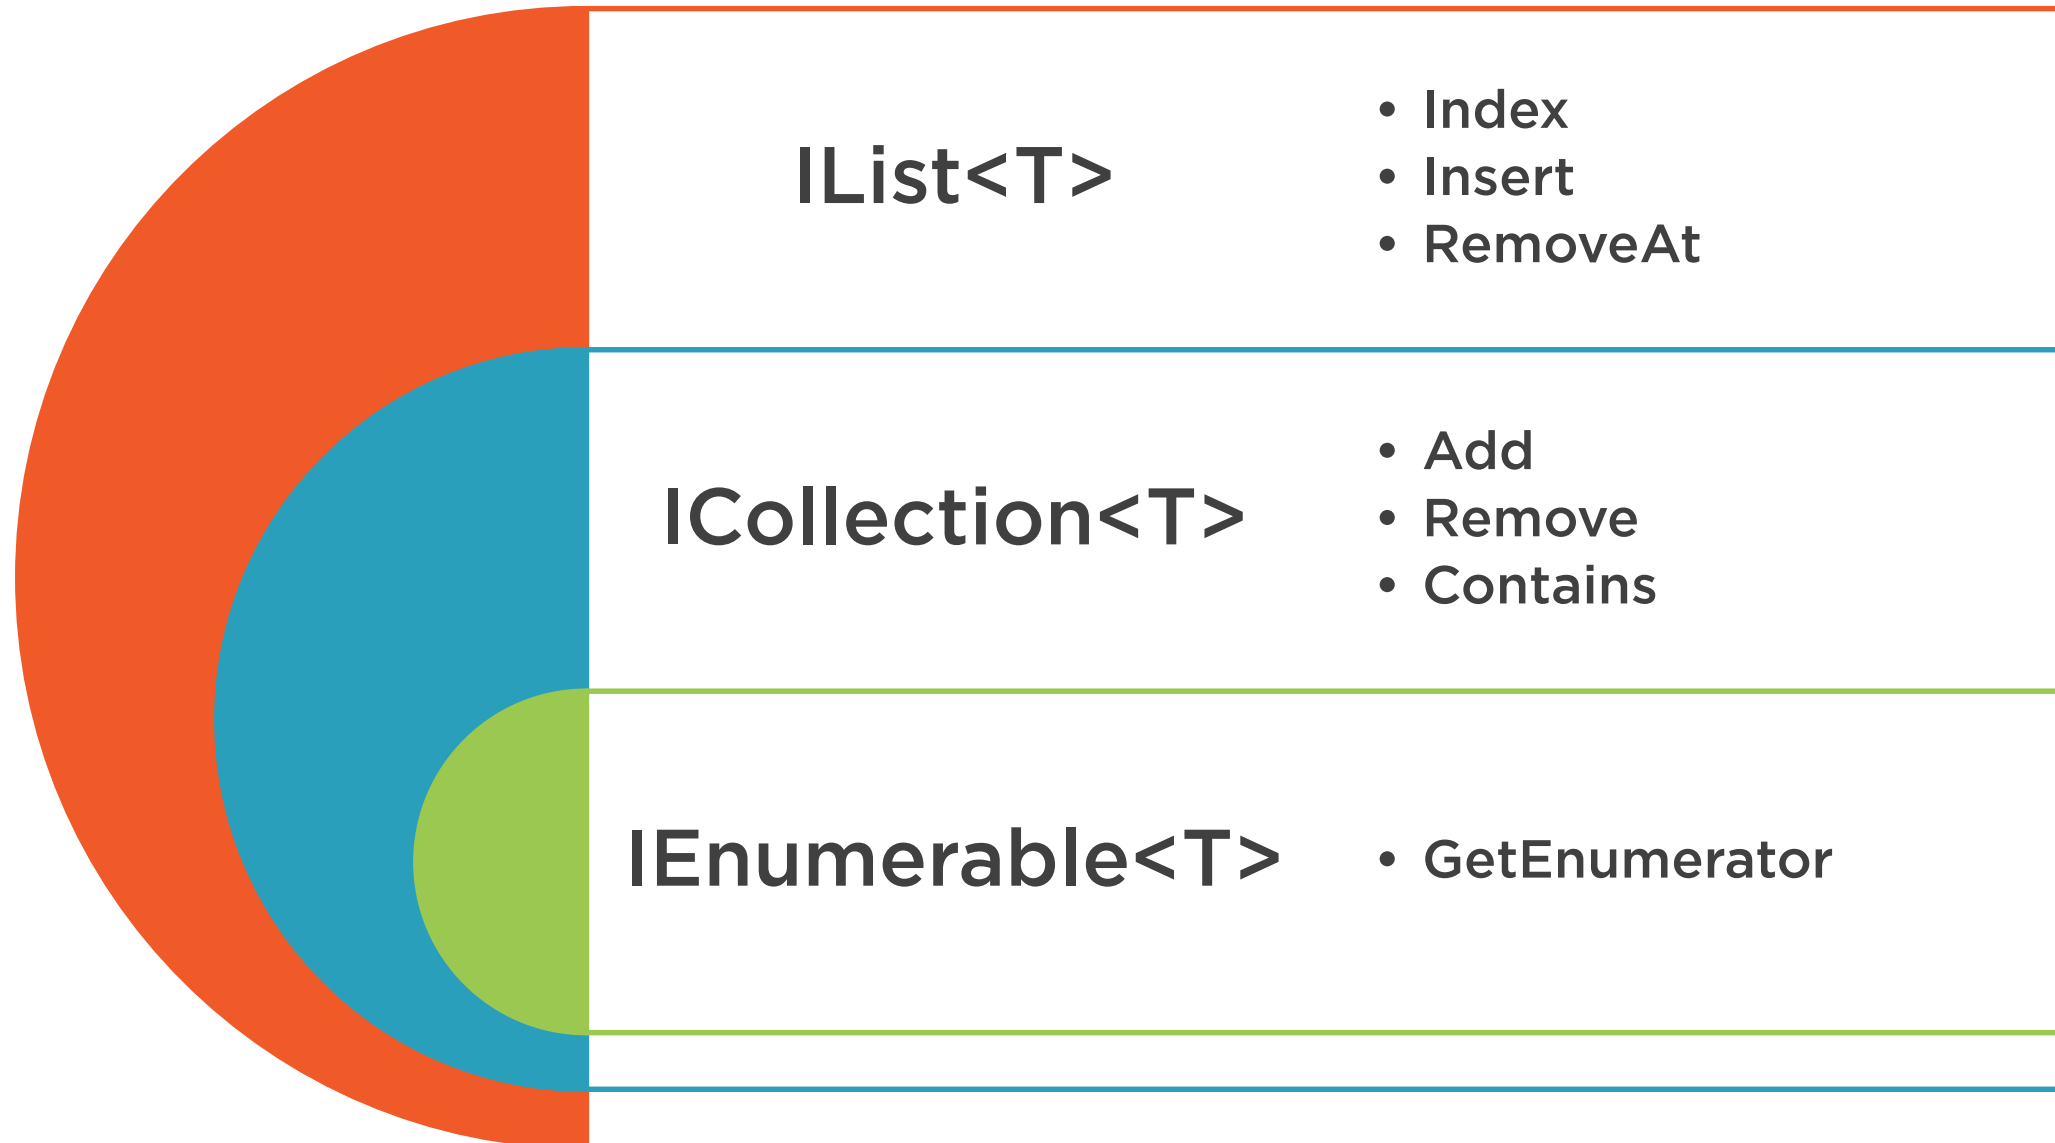 IList<T>
• Index
• Insert
• RemoveAt
ICollection<T>
• Add
• Remove
• Contains
IEnumerable<T>
• GetEnumerator